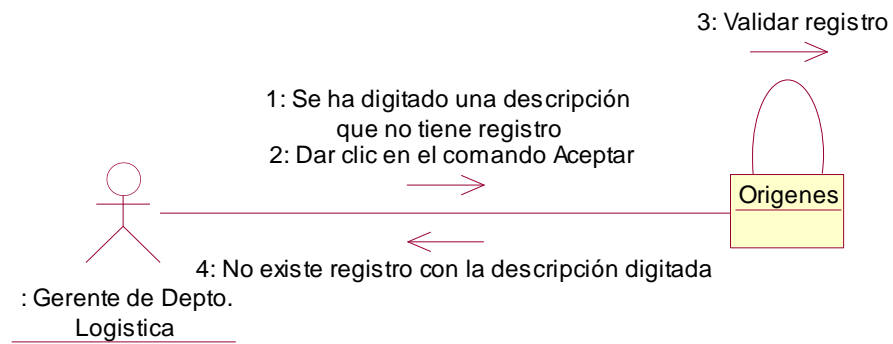 3: Validar registro
1: Se ha digitado una descripción
que no tiene registro
2: Dar clic en el comando Aceptar
Origenes
4: No existe registro con la descripción digitada
: Gerente de Depto.
Logistica